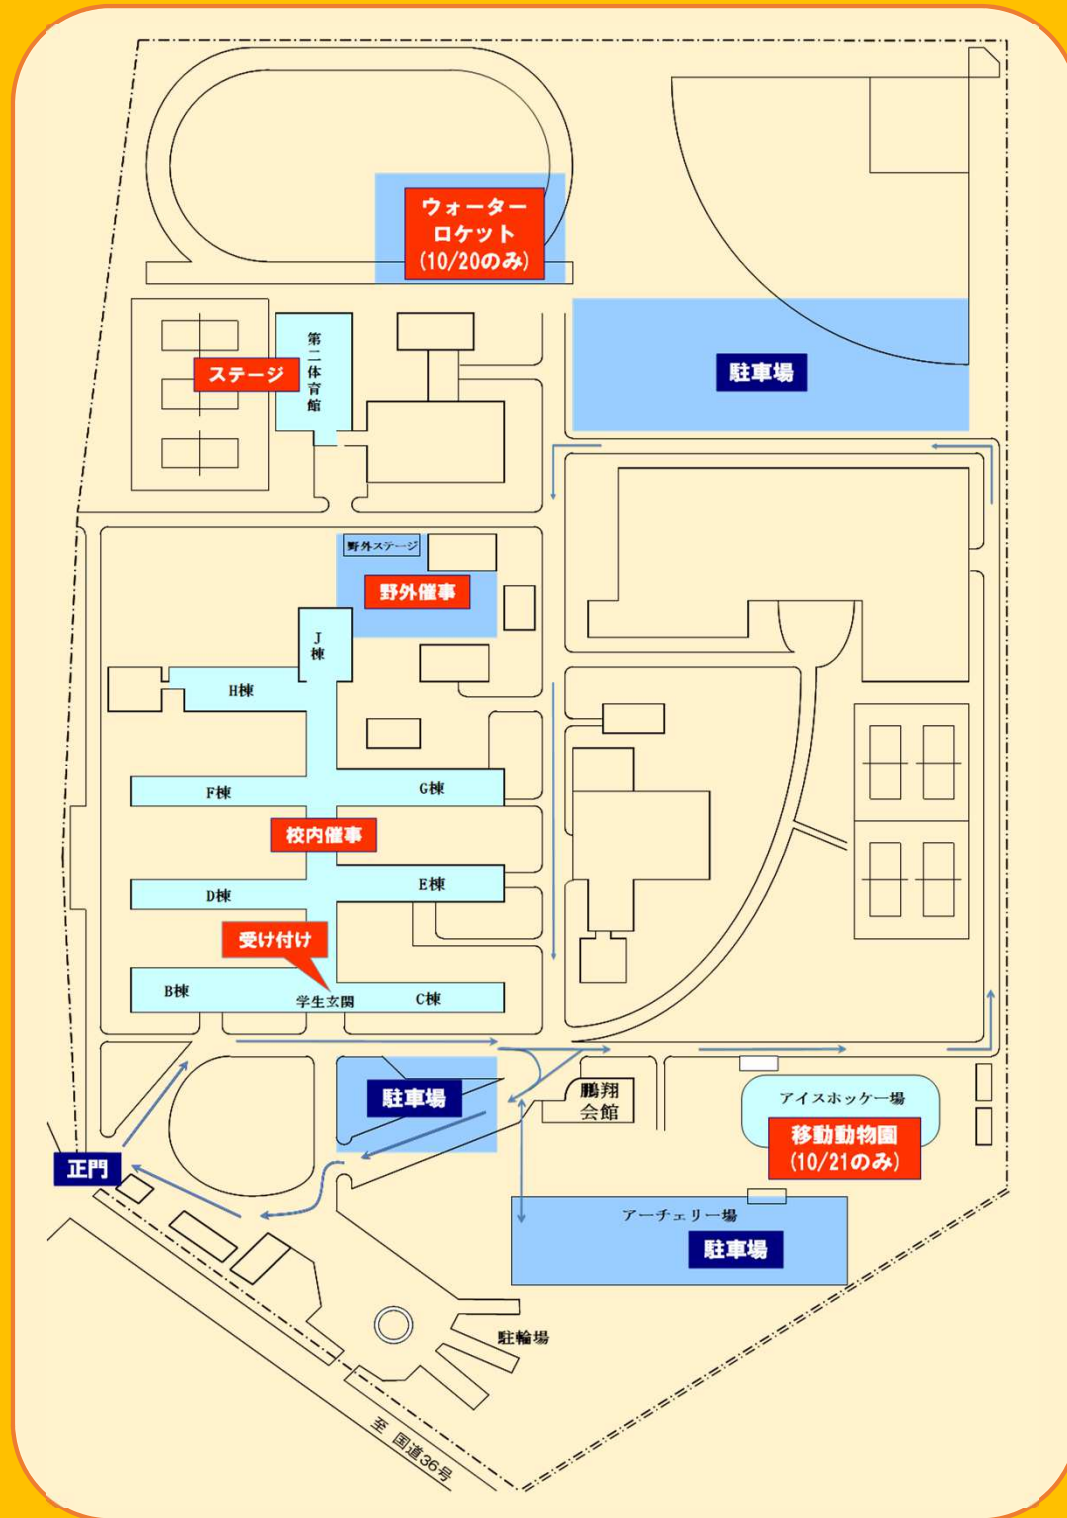 ウォーター
ロケット
(10/20のみ)
第二体育館
ステージ
駐車場
野外ステージ
野外催事
J棟
H棟
F棟
G棟
校内催事
D棟
E棟
受け付け
B棟
学生玄関
C棟
駐車場
鵬翔
会館
アイスホッケー場
移動動物園
(10/21のみ)
正門
アーチェリー場
駐車場
駐輪場
至 国道36号